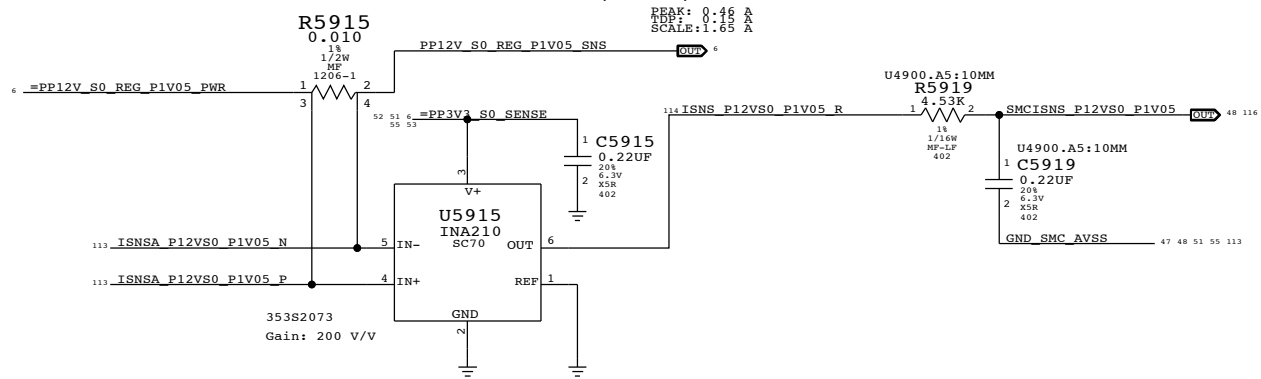 PEAK: 0.46 A
TDP: 0.15 A
SCALE:1.65 A
R5915
0.010
1%
1/2W
MF
1206-1
PP12V_S0_REG_P1V05_SNS
OUT
6
6
=PP12V_S0_REG_P1V05_PWR
1
2
3
4
52 51 6
55 53
=PP3V3_S0_SENSE
1
C5915
0.22UF
20%
6.3V
X5R
402
2
3
V+
U5915
INA210
SC70
113
ISNSA_P12VS0_P1V05_N
5
IN-
OUT
6
113
ISNSA_P12VS0_P1V05_P
4
IN+
REF
1
GND
2
353S2073
Gain: 200 V/V
114
ISNS_P12VS0_P1V05_R
U4900.A5:10MM
R5919
4.53K
1
2
1%
1/16W
MF-LF
402
SMCISNS_P12VS0_P1V05
OUT
48 116
U4900.A5:10MM
1
C5919
0.22UF
20%
6.3V
X5R
402
2
GND_SMC_AVSS
47 48 51 55 113